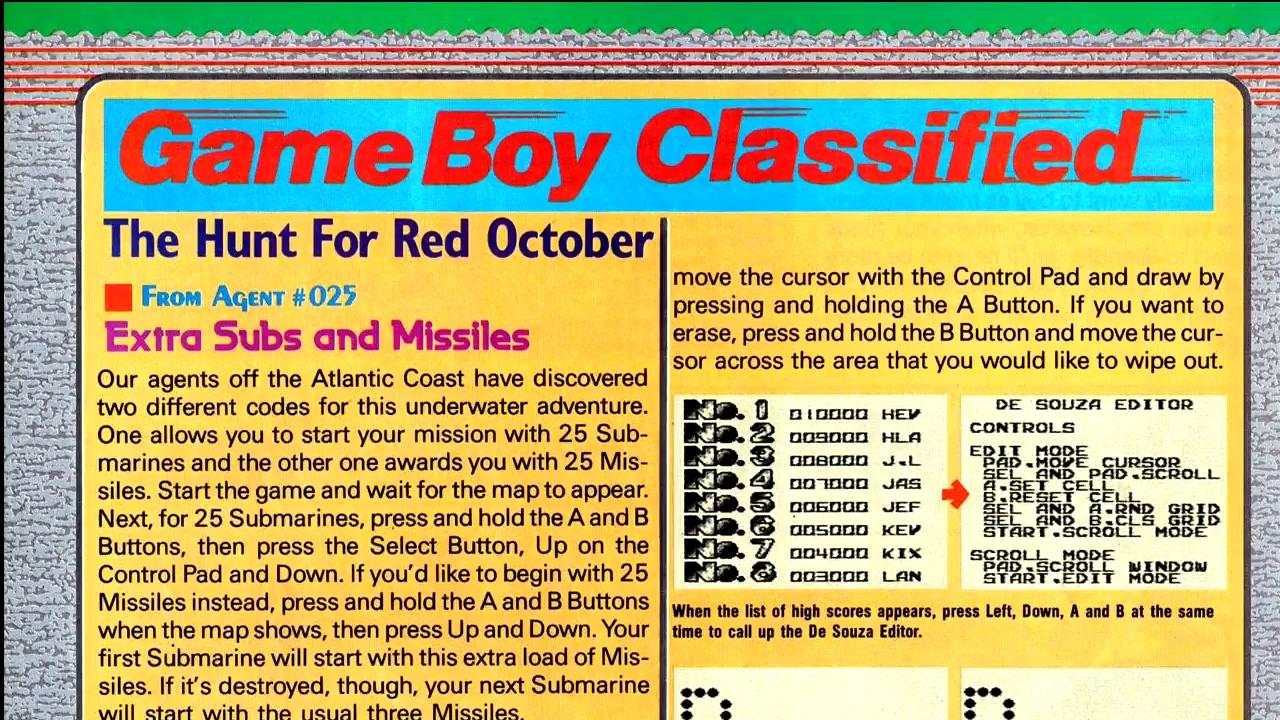 Game Boy Classified
The Hunt For Red October
FROM AGENT #025
Extra Subs and Missiles
Our agents off the Atlantic Coast have discovered
two different codes for this underwater adventure.
One allows you to start your mission with 25 Sub-
marines and the other one awards you with 25 Mis-
siles. Start the game and wait for the map to appear.
Next, for 25 Submarines, press and hold the A and B
Buttons, then press the Select Button, Up on the
Control Pad and Down. If you'd like to begin with 25
Missiles instead, press and hold the A and B Buttons
when the map shows, then press Up and Down. Your
first Submarine will start with this extra load of Mis-
siles. If it's destroyed, though, your next Submarine
will start with the usual three Missiles.
move the cursor with the Control Pad and draw by
pressing and holding the A Button. If you want to
erase, press and hold the B Button and move the cur-
sor across the area that you would like to wipe out.
No.1 010000 HEV
No.2 009000 HLA
No.3 008000 J.L
No.4 007000 JAS
No.5 006000 JEF
No.6 005000 KEV
No.7 004000 KIX
No.8 003000 LAN
DE SOUZA EDITOR
CONTROLS
EDIT MODE
PAD.MOVE CURSOR
SEL AND PAD.SCROLL
A.SET CELL
B.RESET CELL
SEL AND A.RND GRID
SEL AND B.CLS GRID
START.SCROLL MODE
SCROLL MODE
PAD.SCROLL WINDOW
START.EDIT MODE
When the list of high scores appears, press Left, Down, A and B at the same
time to call up the De Souza Editor.